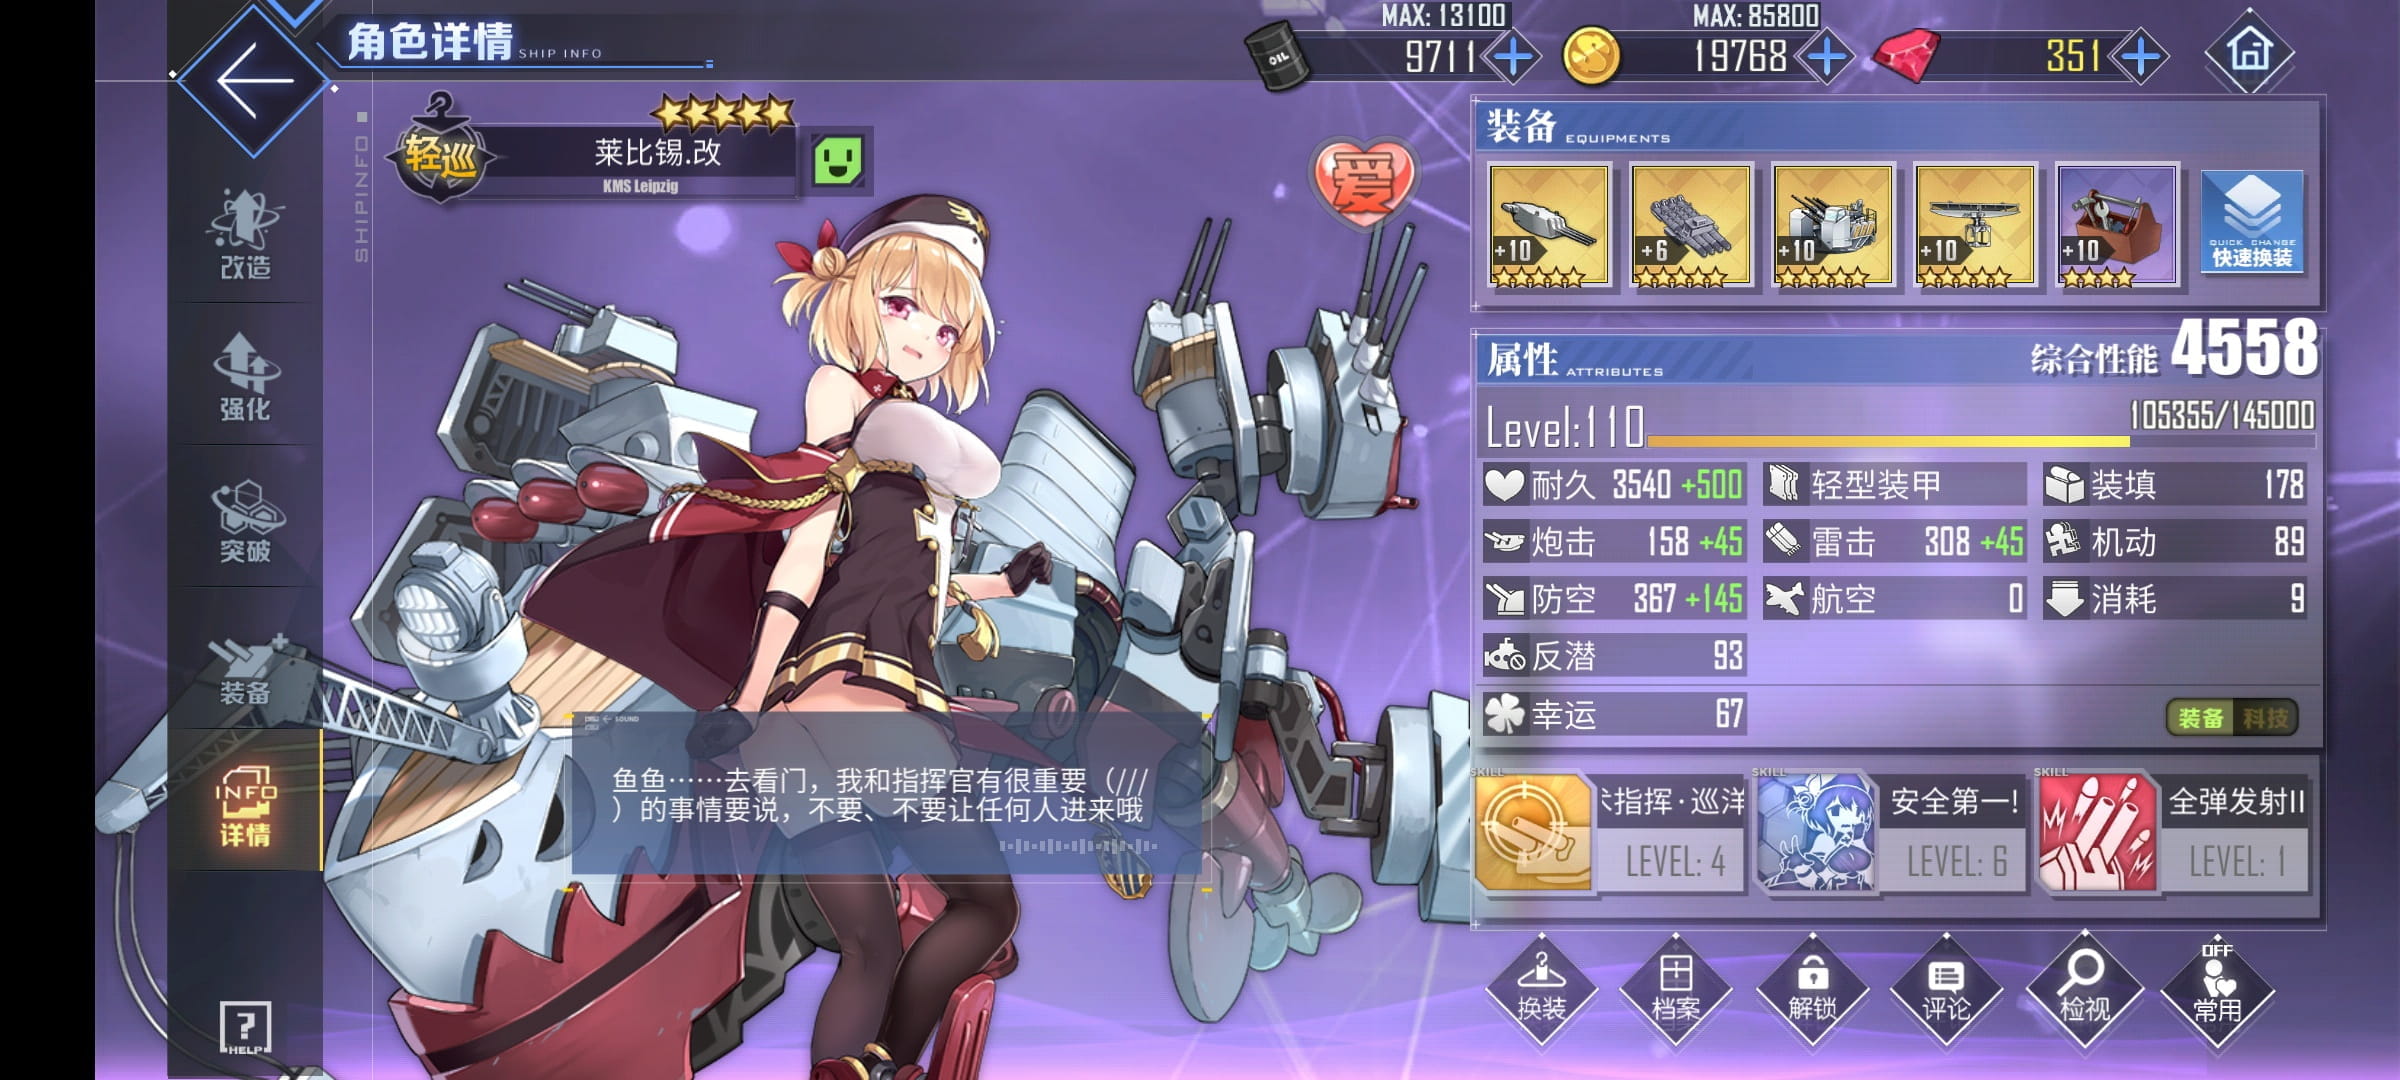 角色详情 SHIP INFO
MAX: 13100
9711
OIL
MAX: 85800
19768
351
轻巡
莱比锡.改
KMS Leipzig
SHIPINFO
爱
改造
强化
突破
装备
INFO
详情
?
HELP
SOUND
鱼鱼……去看门，我和指挥官有很重要（///
）的事情要说，不要、不要让任何人进来哦
装备 EQUIPMENTS
+10
+6
+10
+10
+10
QUICK CHANGE
快速换装
属性 ATTRIBUTES
综合性能 4558
Level:110
105355/145000
耐久 3540 +500
轻型装甲
装填 178
炮击 158 +45
雷击 308 +45
机动 89
防空 367 +145
航空 0
消耗 9
反潜 93
幸运 67
装备 科技
SKILL
指挥·巡洋
LEVEL: 4
SKILL
安全第一!
LEVEL: 6
SKILL
全弹发射II
LEVEL: 1
换装
档案
解锁
评论
检视
OFF
常用